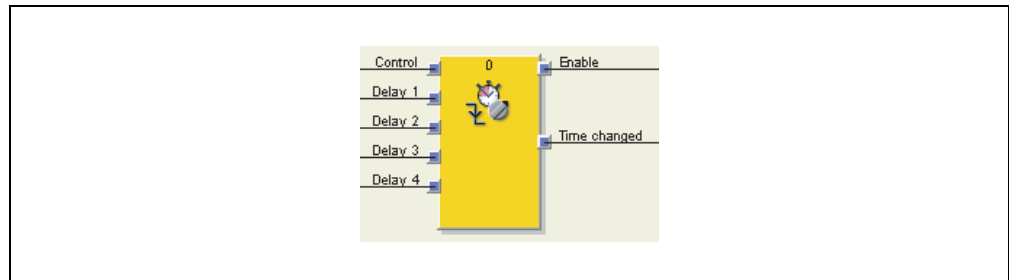 Control
0
Enable
Delay 1
Delay 2
Time changed
Delay 3
Delay 4